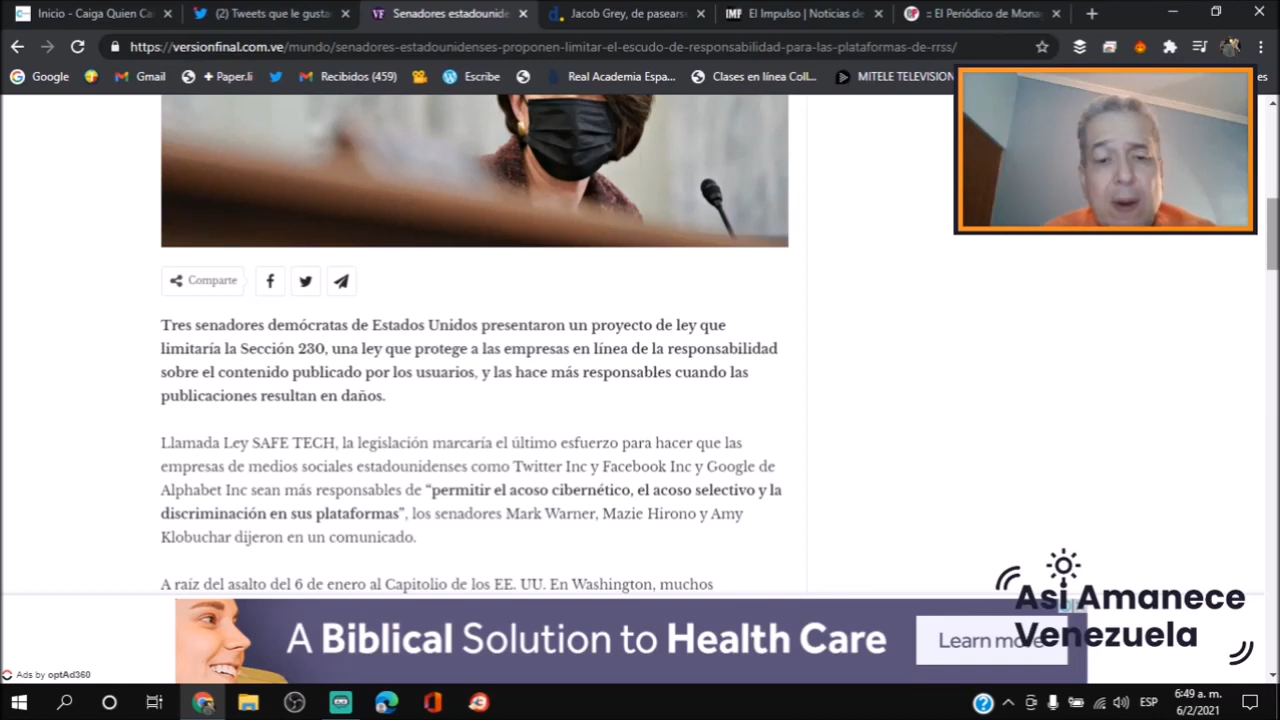 Inicio - Caiga Quien Ca
(2) Tweets que le gusta
Senadores estadounide
Jacob Grey, de pasears
El Impulso | Noticias de
:: El Periódico de Mona
https://versionfinal.com.ve/mundo/senadores-estadounidenses-proponen-limitar-el-escudo-de-responsabilidad-para-las-plataformas-de-rrss/
Google
Gmail
+ Paper.li
Recibidos (459)
Escribe
Real Academia Espa...
Clases en línea Coll...
MITELE TELEVISION
es
Comparte
Tres senadores demócratas de Estados Unidos presentaron un proyecto de ley que
limitaría la Sección 230, una ley que protege a las empresas en línea de la responsabilidad
sobre el contenido publicado por los usuarios, y las hace más responsables cuando las
publicaciones resultan en daños.
Llamada Ley SAFE TECH, la legislación marcaría el último esfuerzo para hacer que las
empresas de medios sociales estadounidenses como Twitter Inc y Facebook Inc y Google de
Alphabet Inc sean más responsables de “permitir el acoso cibernético, el acoso selectivo y la
discriminación en sus plataformas”, los senadores Mark Warner, Mazie Hirono y Amy
Klobuchar dijeron en un comunicado.
A raíz del asalto del 6 de enero al Capitolio de los EE. UU. En Washington, muchos
A Biblical Solution to Health Care
Learn more
Así Amanece
Venezuela
Ads by optAd360
ESP
6:49 a. m.
6/2/2021